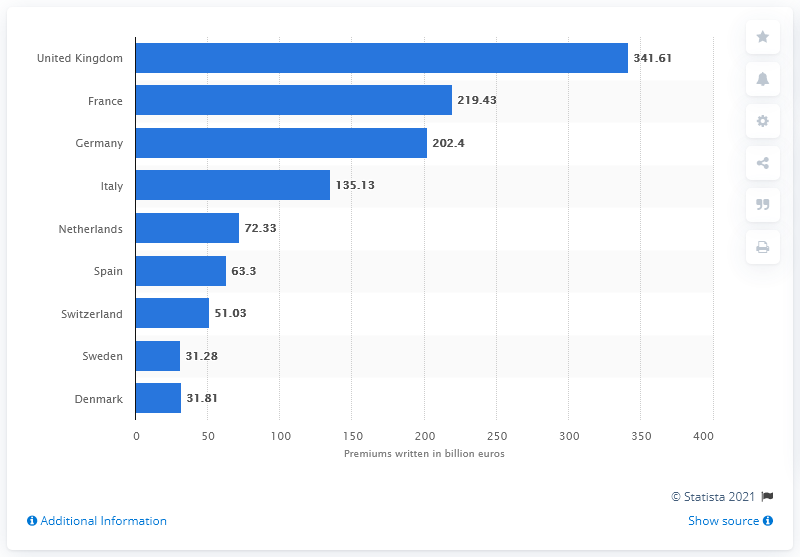 United Kingdom 341.61
France 219.43
Germany 202.4
Italy 135.13
Netherlands 72.33
Spain 63.3
Switzerland 51.03
Sweden 31.28
Denmark 31.81
0 50 100 150 200 250 300 350 400
Premiums written in billion euros
© Statista 2021
Additional Information
Show source